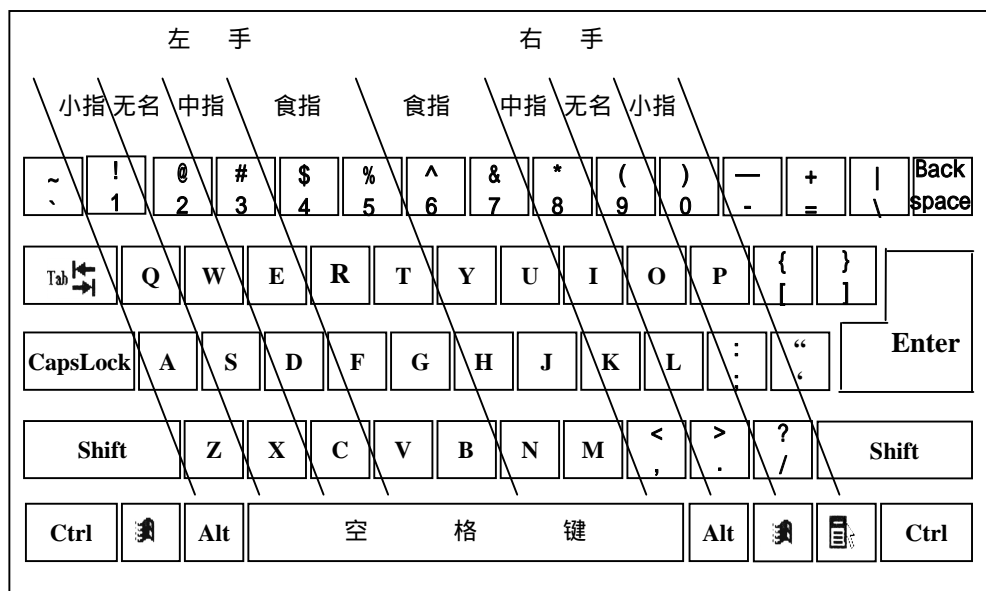 左 手 右 手
小指 无名 中指 食指 食指 中指 无名 小指
~ ! @ # $ % ^ & * ( ) — + | Back
` 1 2 3 4 5 6 7 8 9 0 - = \ space
Tab Q W E R T Y U I O P { }
[ ]
CapsLock A S D F G H J K L : “ Enter
; ‘
Shift Z X C V B N M < > ? Shift
, . /
Ctrl Alt 空 格 键 Alt Ctrl